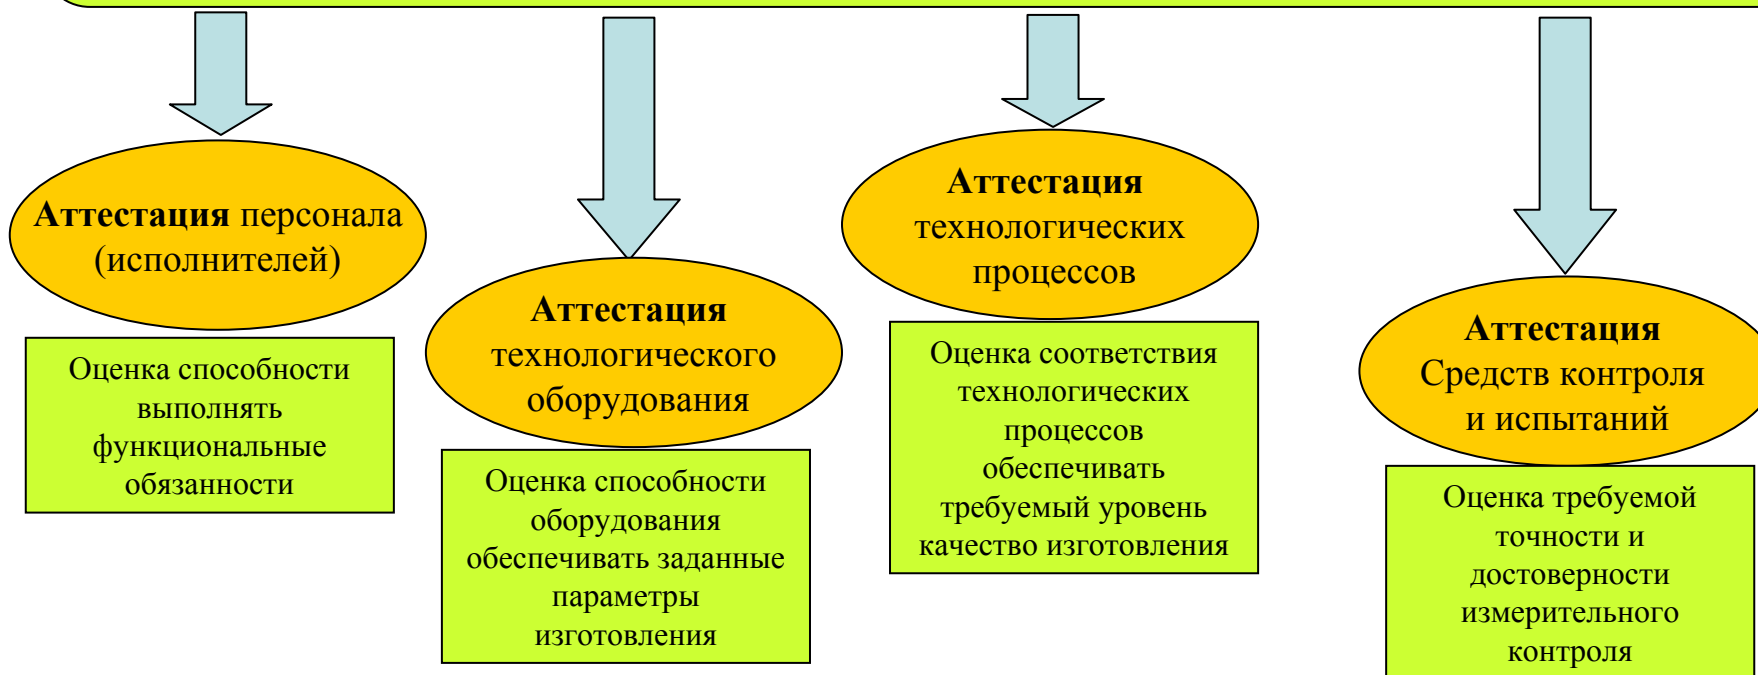 Аттестация персонала
(исполнителей)
Оценка способности
выполнять
функциональные
обязанности
Аттестация
технологического
оборудования
Оценка способности
оборудования
обеспечивать заданные
параметры
изготовления
Аттестация
технологических
процессов
Оценка соответствия
технологических
процессов
обеспечивать
требуемый уровень
качество изготовления
Аттестация
Средств контроля
и испытаний
Оценка требуемой
точности и
достоверности
измерительного
контроля